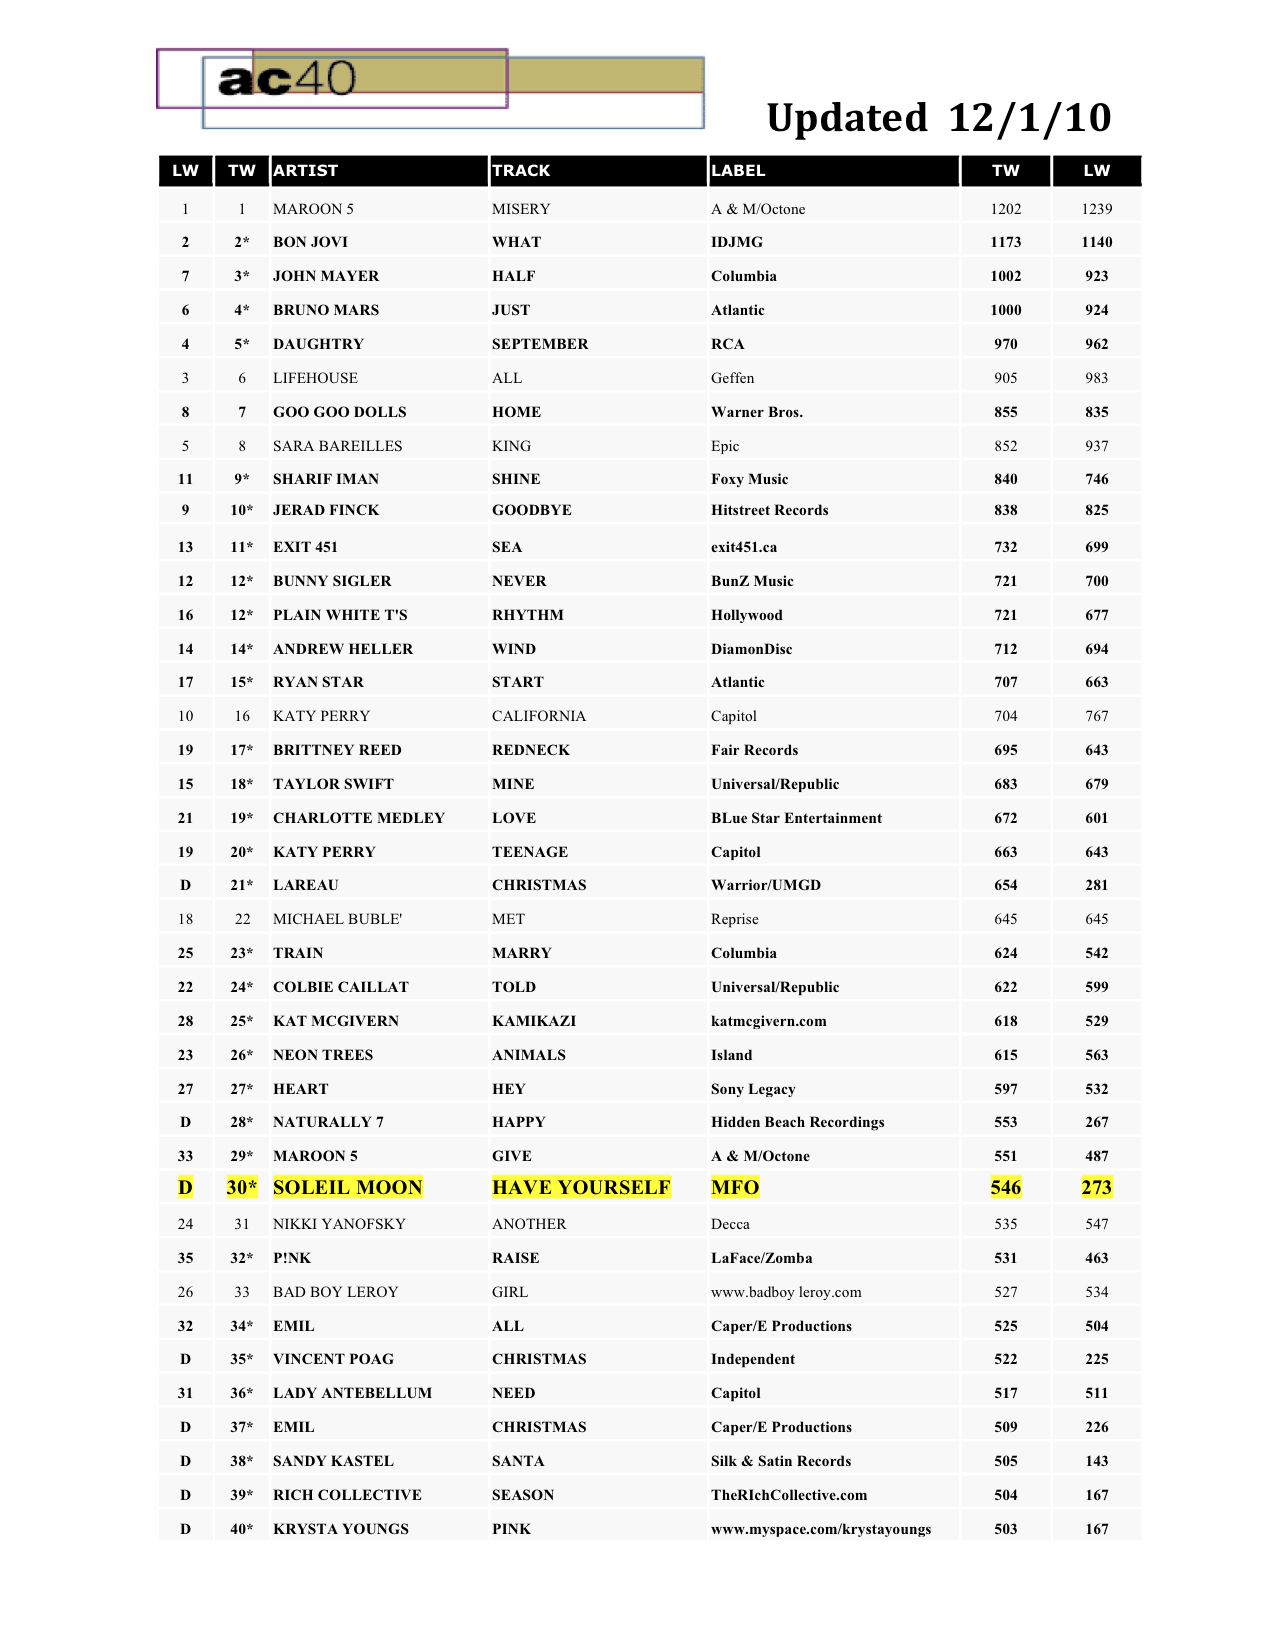 ac40
Updated 12/1/10
LW TW ARTIST TRACK LABEL TW LW
1 1 MAROON 5 MISERY A & M/Octone 1202 1239
2 2* BON JOVI WHAT IDJMG 1173 1140
7 3* JOHN MAYER HALF Columbia 1002 923
6 4* BRUNO MARS JUST Atlantic 1000 924
4 5* DAUGHTRY SEPTEMBER RCA 970 962
3 6 LIFEHOUSE ALL Geffen 905 983
8 7 GOO GOO DOLLS HOME Warner Bros. 855 835
5 8 SARA BAREILLES KING Epic 852 937
11 9* SHARIF IMAN SHINE Foxy Music 840 746
9 10* JERAD FINCK GOODBYE Hitstreet Records 838 825
13 11* EXIT 451 SEA exit451.ca 732 699
12 12* BUNNY SIGLER NEVER BunZ Music 721 700
16 12* PLAIN WHITE T'S RHYTHM Hollywood 721 677
14 14* ANDREW HELLER WIND DiamonDisc 712 694
17 15* RYAN STAR START Atlantic 707 663
10 16 KATY PERRY CALIFORNIA Capitol 704 767
19 17* BRITTNEY REED REDNECK Fair Records 695 643
15 18* TAYLOR SWIFT MINE Universal/Republic 683 679
21 19* CHARLOTTE MEDLEY LOVE BLue Star Entertainment 672 601
19 20* KATY PERRY TEENAGE Capitol 663 643
D 21* LAREAU CHRISTMAS Warrior/UMGD 654 281
18 22 MICHAEL BUBLE' MET Reprise 645 645
25 23* TRAIN MARRY Columbia 624 542
22 24* COLBIE CAILLAT TOLD Universal/Republic 622 599
28 25* KAT MCGIVERN KAMIKAZI katmcgivern.com 618 529
23 26* NEON TREES ANIMALS Island 615 563
27 27* HEART HEY Sony Legacy 597 532
D 28* NATURALLY 7 HAPPY Hidden Beach Recordings 553 267
33 29* MAROON 5 GIVE A & M/Octone 551 487
D 30* SOLEIL MOON HAVE YOURSELF MFO 546 273
24 31 NIKKI YANOFSKY ANOTHER Decca 535 547
35 32* P!NK RAISE LaFace/Zomba 531 463
26 33 BAD BOY LEROY GIRL www.badboy leroy.com 527 534
32 34* EMIL ALL Caper/E Productions 525 504
D 35* VINCENT POAG CHRISTMAS Independent 522 225
31 36* LADY ANTEBELLUM NEED Capitol 517 511
D 37* EMIL CHRISTMAS Caper/E Productions 509 226
D 38* SANDY KASTEL SANTA Silk & Satin Records 505 143
D 39* RICH COLLECTIVE SEASON TheRIchCollective.com 504 167
D 40* KRYSTA YOUNGS PINK www.myspace.com/krystayoungs 503 167